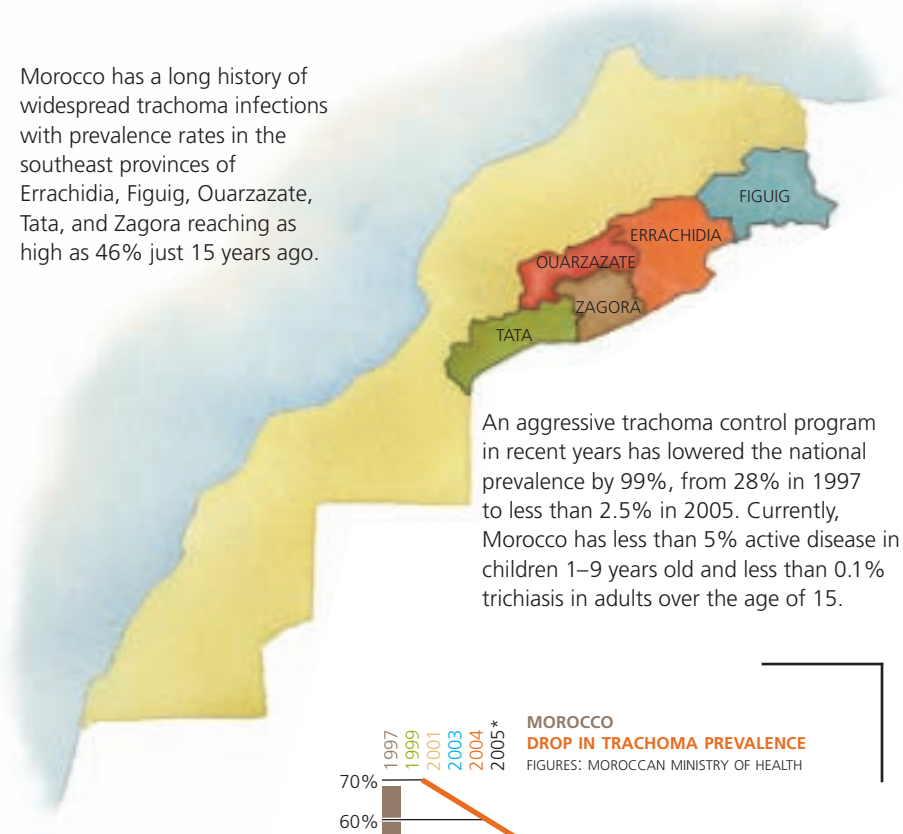 Morocco has a long history of
widespread trachoma infections
with prevalence rates in the
southeast provinces of
Errachidia, Figuig, Ouarzazate,
Tata, and Zagora reaching as
high as 46% just 15 years ago.
FIGUIG
ERRACHIDIA
OUARZAZATE
ZAGORA
TATA
An aggressive trachoma control program
in recent years has lowered the national
prevalence by 99%, from 28% in 1997
to less than 2.5% in 2005. Currently,
Morocco has less than 5% active disease in
children 1–9 years old and less than 0.1%
trichiasis in adults over the age of 15.
MOROCCO
DROP IN TRACHOMA PREVALENCE
FIGURES: MOROCCAN MINISTRY OF HEALTH
1997
1999
2001
2003
2004
2005*
70%
60%